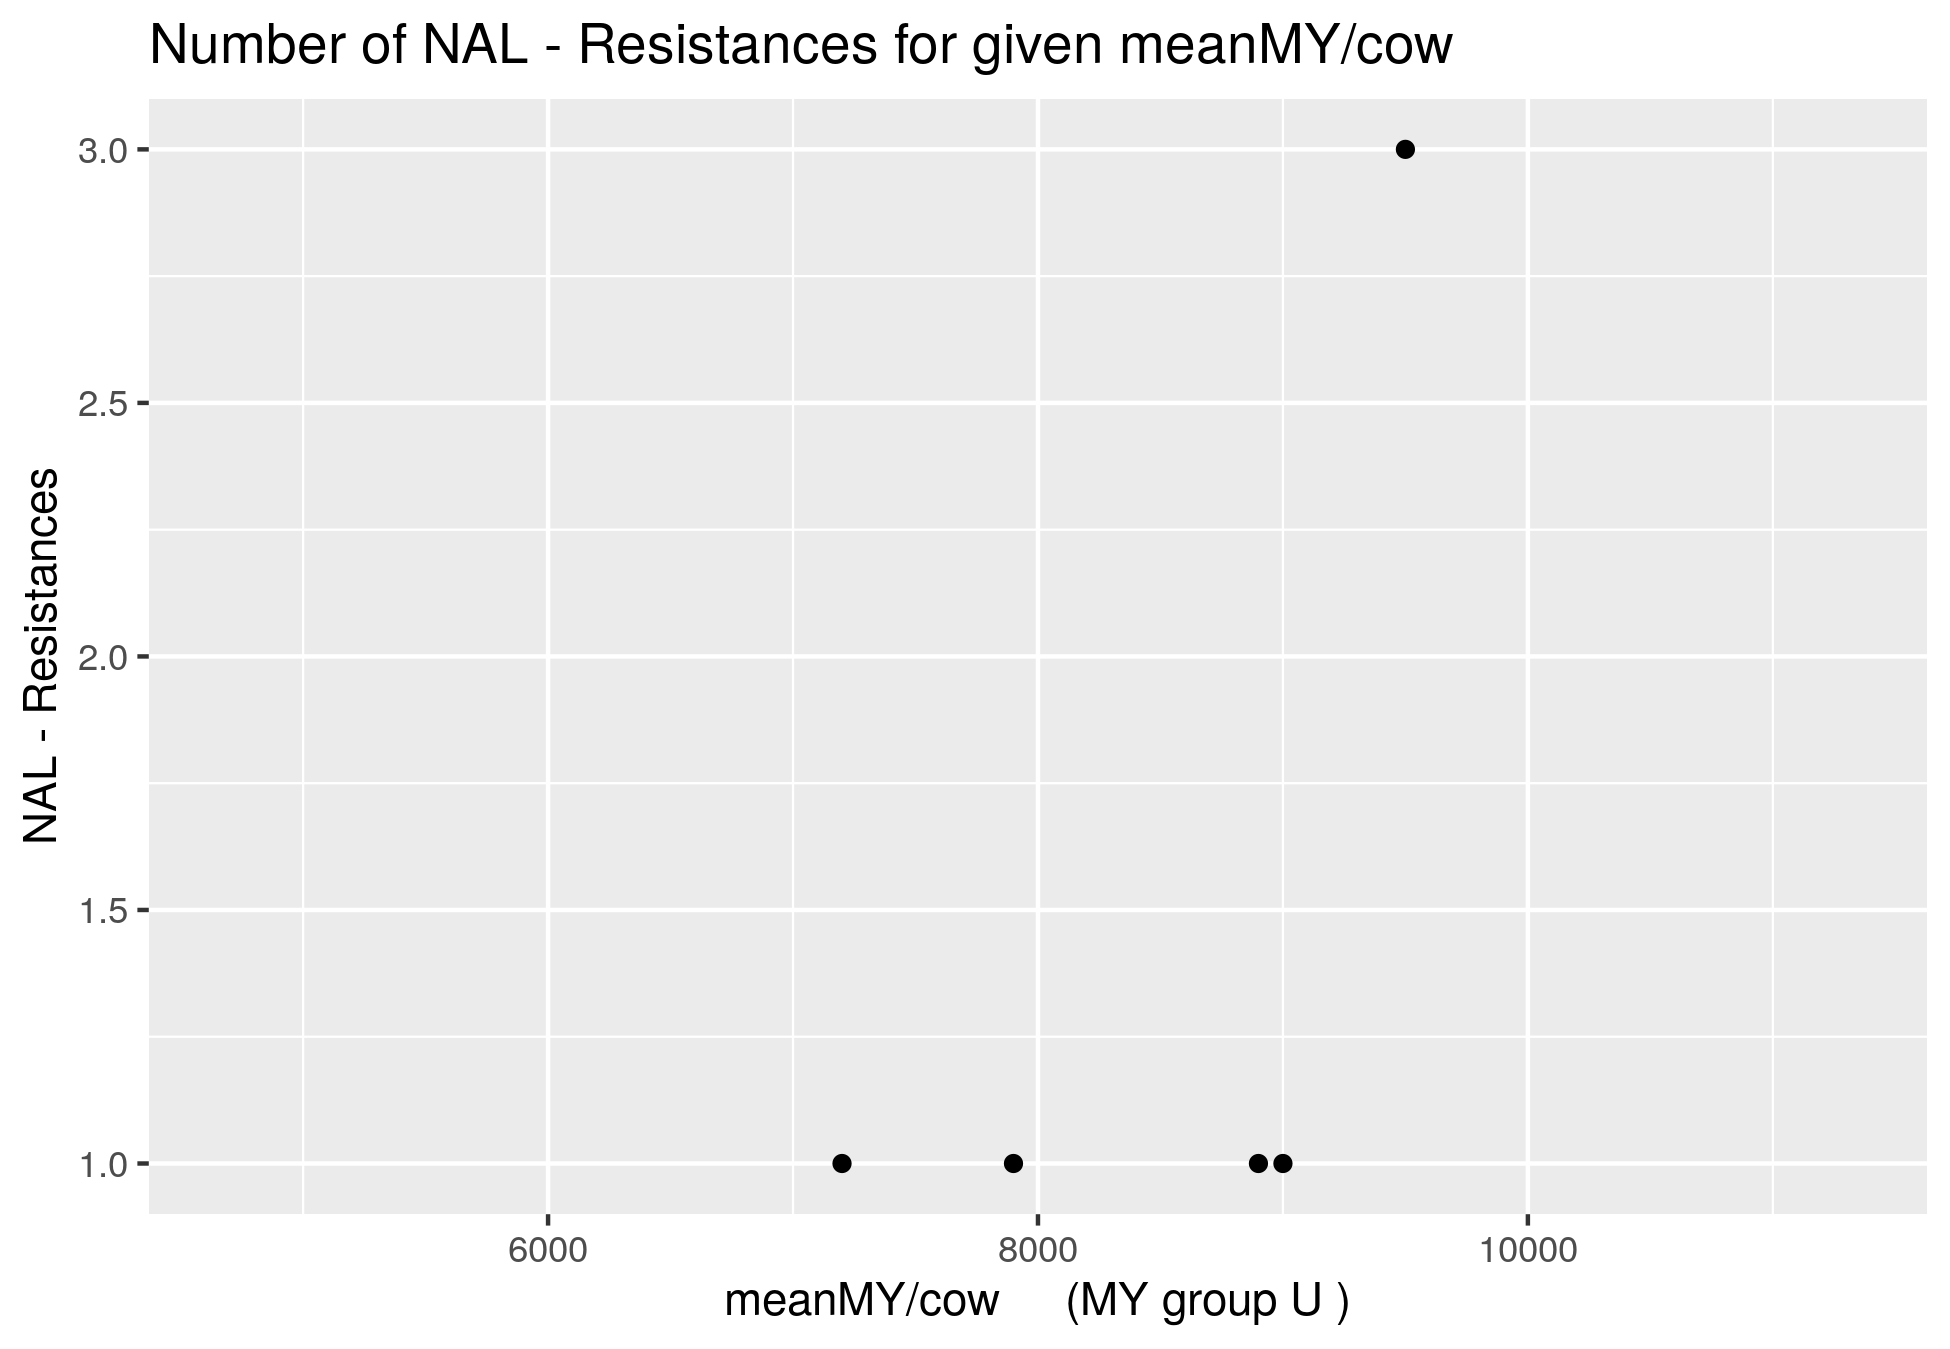 Number of NAL - Resistances for given meanMY/cow
3.0
2.5
2.0
1.5
1.0
NAL - Resistances
6000 8000 10000
meanMY/cow (MY group U )